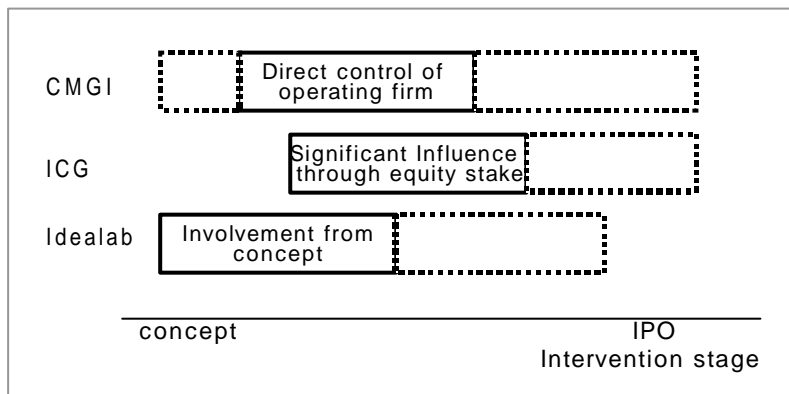 CMGI
Direct control of
operating firm
ICG
Significant Influence
through equity stake
Idealab
Involvement from
concept
concept
IPO
Intervention stage